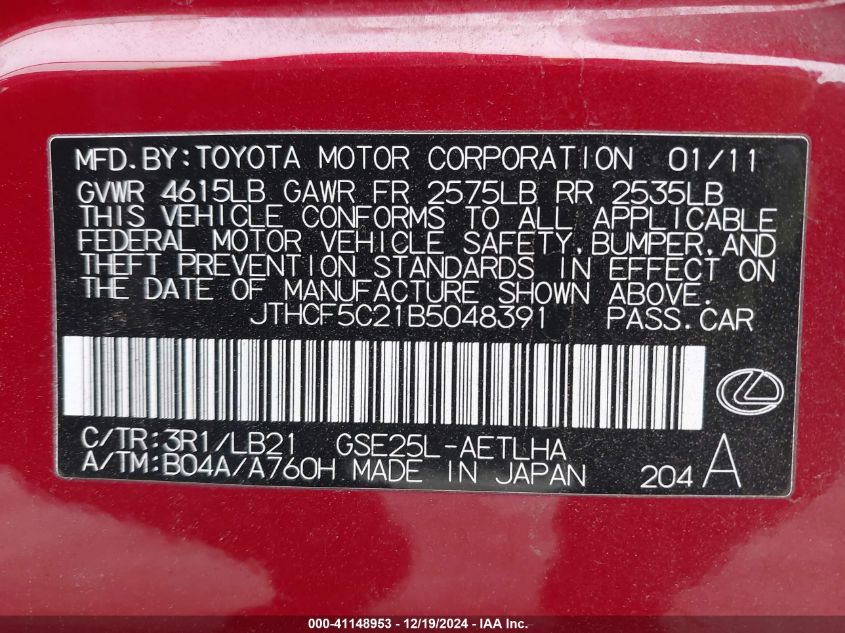 MFD.BY:TOYOTA MOTOR CORPORATION 01/11
GVWR 4615LB GAWR FR 2575LB RR 2535LB
THIS VEHICLE CONFORMS TO ALL APPLICABLE
FEDERAL MOTOR VEHICLE SAFETY, BUMPER, AND
THEFT PREVENTION STANDARDS IN EFFECT ON
THE DATE OF MANUFACTURE SHOWN ABOVE.
JTHCF5C21B5048391 PASS.CAR
C/TR:3R1/LB21 GSE25L-AETLHA
A/TM:B04A/A760H MADE IN JAPAN 204 A
000-41148953 - 12/19/2024 - IAA Inc.